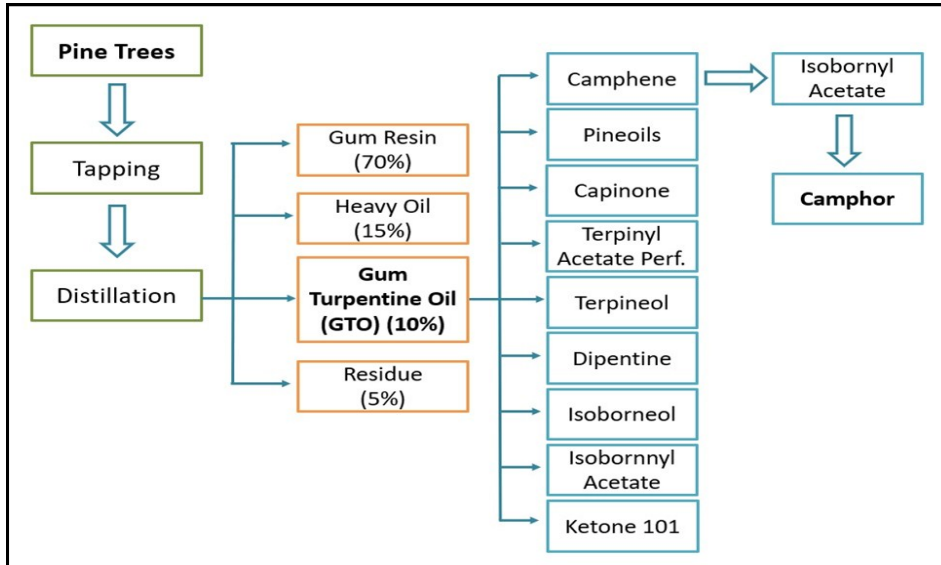 Pine Trees
Tapping
Distillation
Gum Resin
(70%)
Heavy Oil
(15%)
Gum
Turpentine Oil
(GTO) (10%)
Residue
(5%)
Camphene
Pineoils
Capinone
Terpinyl
Acetate Perf.
Terpineol
Dipentine
Isoborneol
Isobornnyl
Acetate
Ketone 101
Isobornyl
Acetate
Camphor